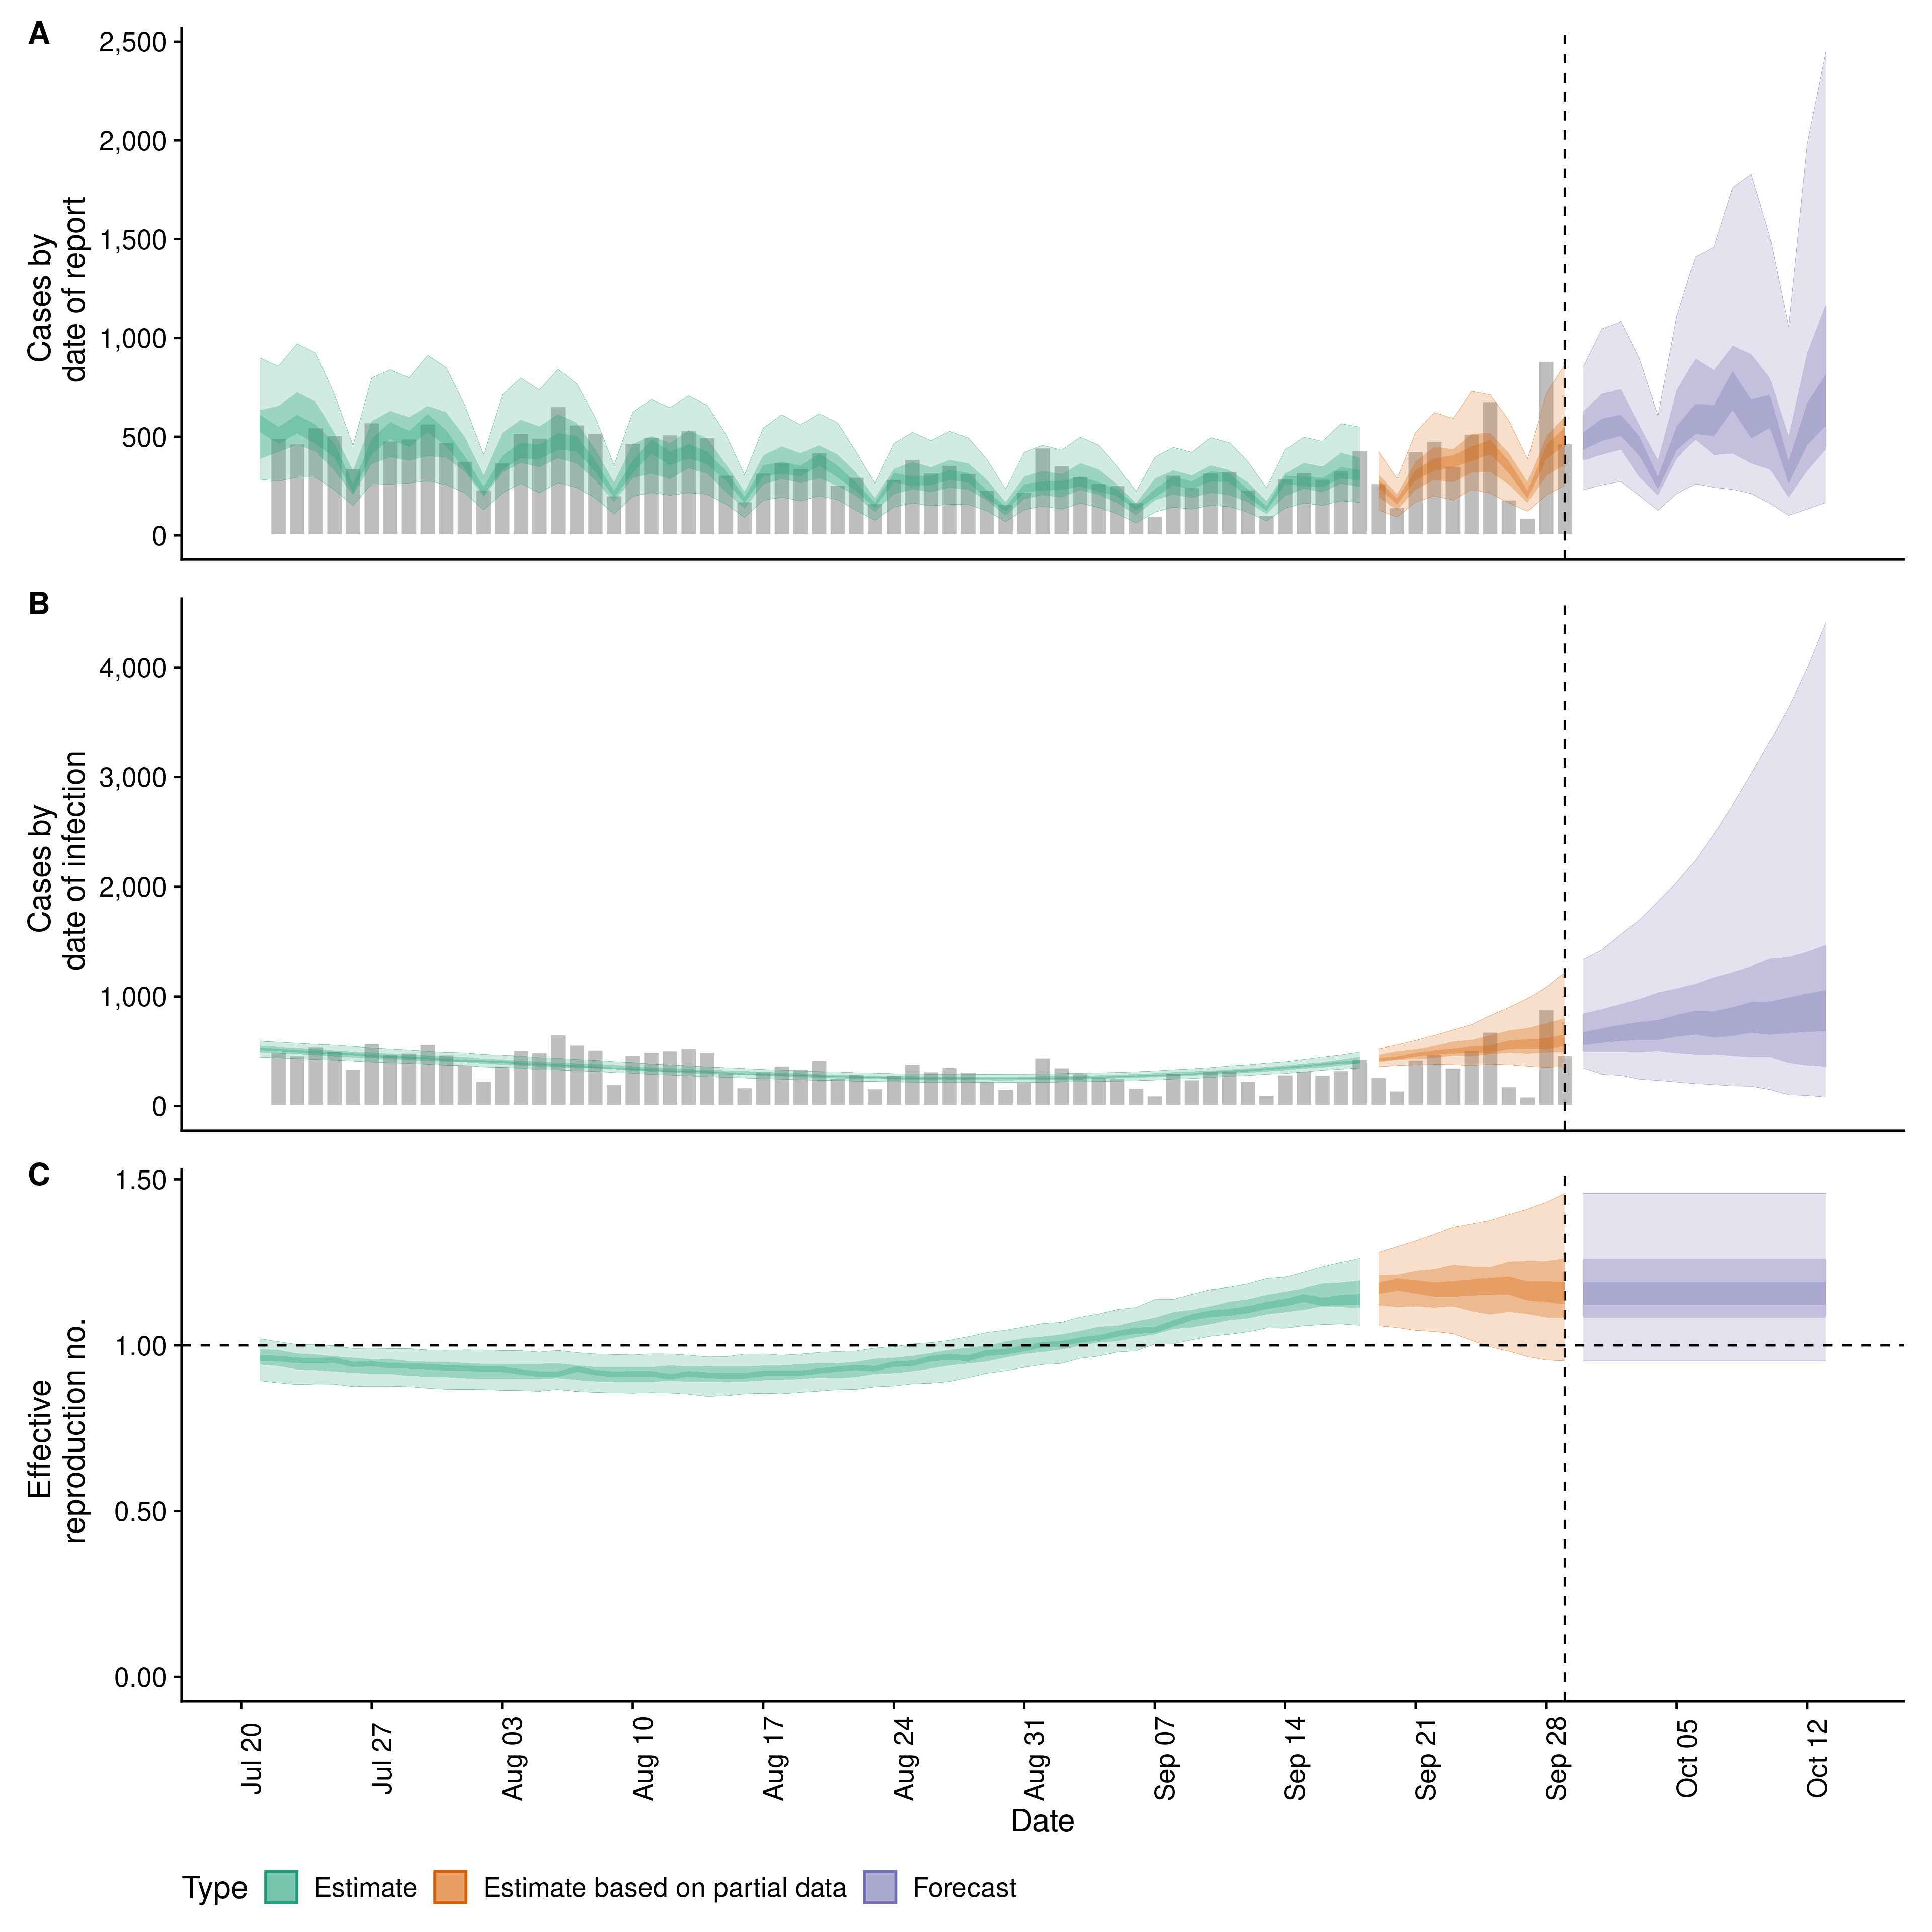 A
Cases by
date of report
2,500
2,000
1,500
1,000
500
0
B
Cases by
date of infection
4,000
3,000
2,000
1,000
0
C
Effective
reproduction no.
1.50
1.00
0.50
0.00
Jul 20
Jul 27
Aug 03
Aug 10
Aug 17
Aug 24
Aug 31
Sep 07
Sep 14
Sep 21
Sep 28
Oct 05
Oct 12
Date
Type Estimate Estimate based on partial data Forecast